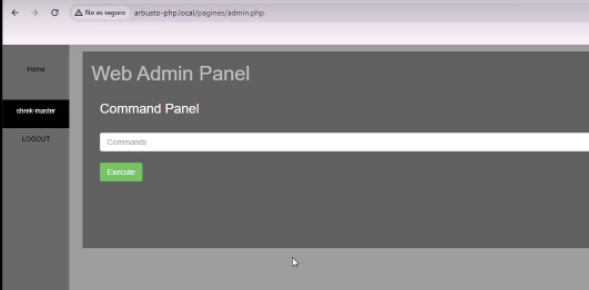 No es seguro arbusto-php.local/pagines/admin.php
Home
Web Admin Panel
shrek-master
Command Panel
LOGOUT
Commands
Execute